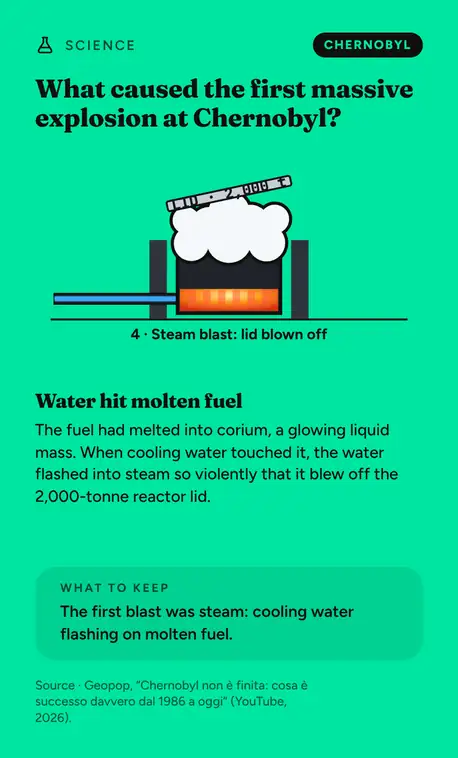 SCIENCE
CHERNOBYL
What caused the first massive
explosion at Chernobyl?
LID · 2,000 t
4 · Steam blast: lid blown off
Water hit molten fuel
The fuel had melted into corium, a glowing liquid
mass. When cooling water touched it, the water
flashed into steam so violently that it blew off the
2,000-tonne reactor lid.
WHAT TO KEEP
The first blast was steam: cooling water
flashing on molten fuel.
Source · Geopop, “Chernobyl non è finita: cosa è
successo davvero dal 1986 a oggi” (YouTube,
2026).